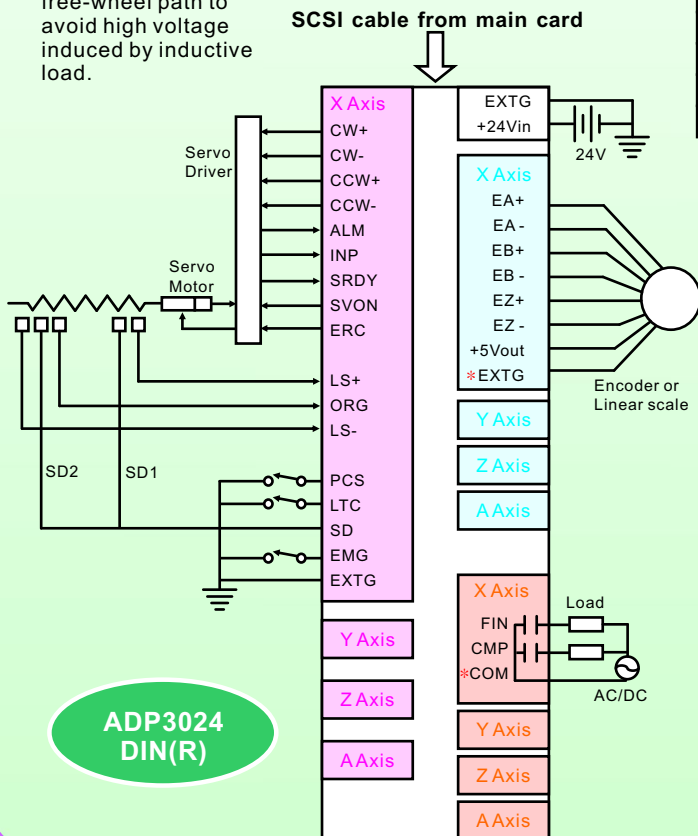 free-wheel path to
avoid high voltage
induced by inductive
load.
SCSI cable from main card
X Axis
CW+
CW-
CCW+
CCW-
ALM
INP
SRDY
SVON
ERC
LS+
ORG
LS-
PCS
LTC
SD
EMG
EXTG
Y Axis
Z Axis
A Axis
Servo
Driver
Servo
Motor
SD2
SD1
ADP3024
DIN(R)
EXTG
+24Vin
24V
X Axis
EA+
EA-
EB+
EB-
EZ+
EZ-
+5Vout
*EXTG
Encoder or
Linear scale
Y Axis
Z Axis
A Axis
X Axis
FIN
CMP
*COM
Load
AC/DC
Y Axis
Z Axis
A Axis